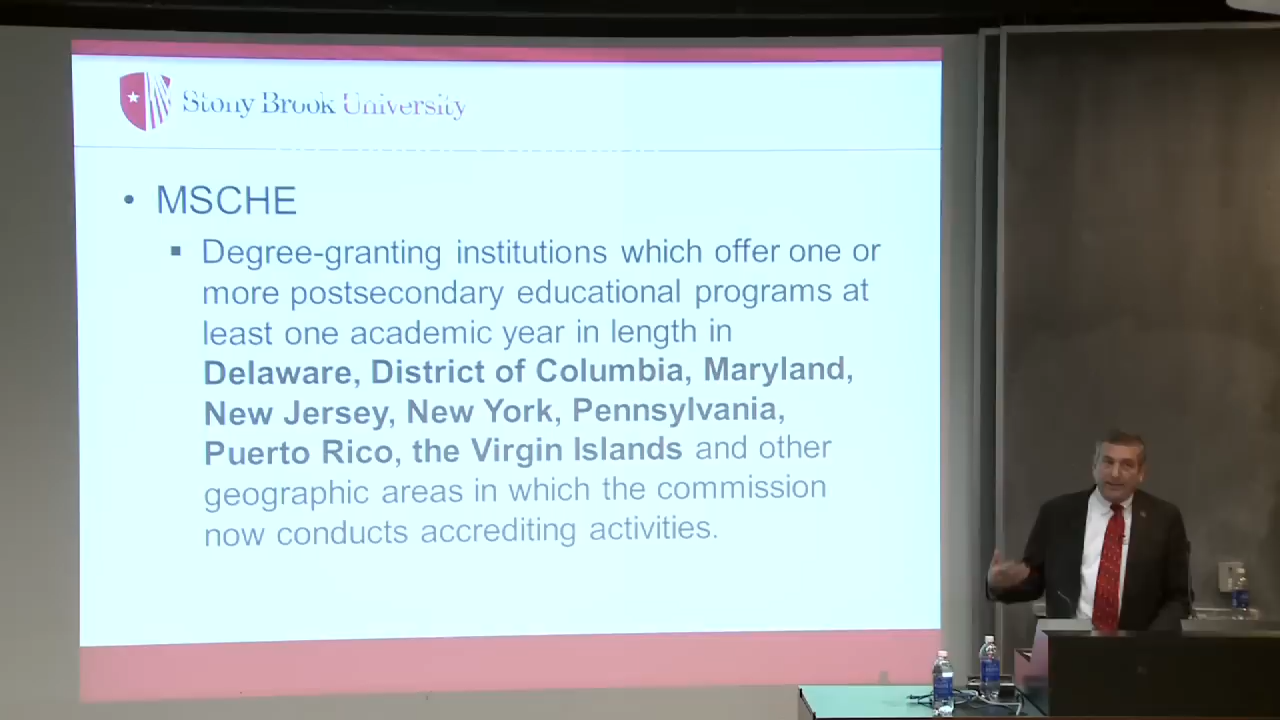 Stony Brook University
• MSCHE
▪ Degree-granting institutions which offer one or
more postsecondary educational programs at
least one academic year in length in
Delaware, District of Columbia, Maryland,
New Jersey, New York, Pennsylvania,
Puerto Rico, the Virgin Islands and other
geographic areas in which the commission
now conducts accrediting activities.